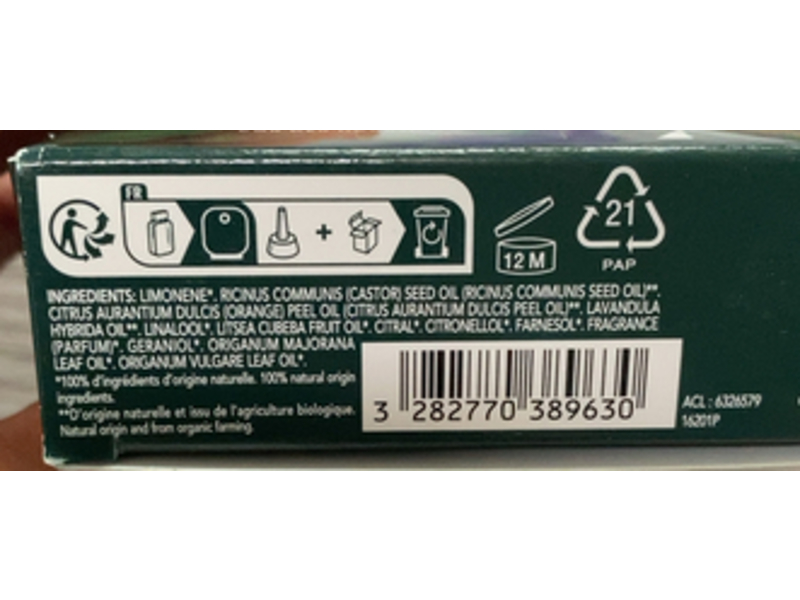 FR
12 M
21
PAP
INGREDIENTS: LIMONENE*. RICINUS COMMUNIS (CASTOR) SEED OIL (RICINUS COMMUNIS SEED OIL)**.
CITRUS AURANTIUM DULCIS (ORANGE) PEEL OIL (CITRUS AURANTIUM DULCIS PEEL OIL)**. LAVANDULA
HYBRIDA OIL**. LINALOOL*. LITSEA CUBEBA FRUIT OIL*. CITRAL*. CITRONELLOL*. FARNESOL*. FRAGRANCE
(PARFUM)*. GERANIOL*. ORIGANUM MAJORANA
LEAF OIL*. ORIGANUM VULGARE LEAF OIL*.
*100% d'ingrédients d'origine naturelle. 100% natural origin
ingredients.
**D'origine naturelle et issu de l'agriculture biologique.
Natural origin and from organic farming.
3 282770 389630
ACL : 6326579
16201P